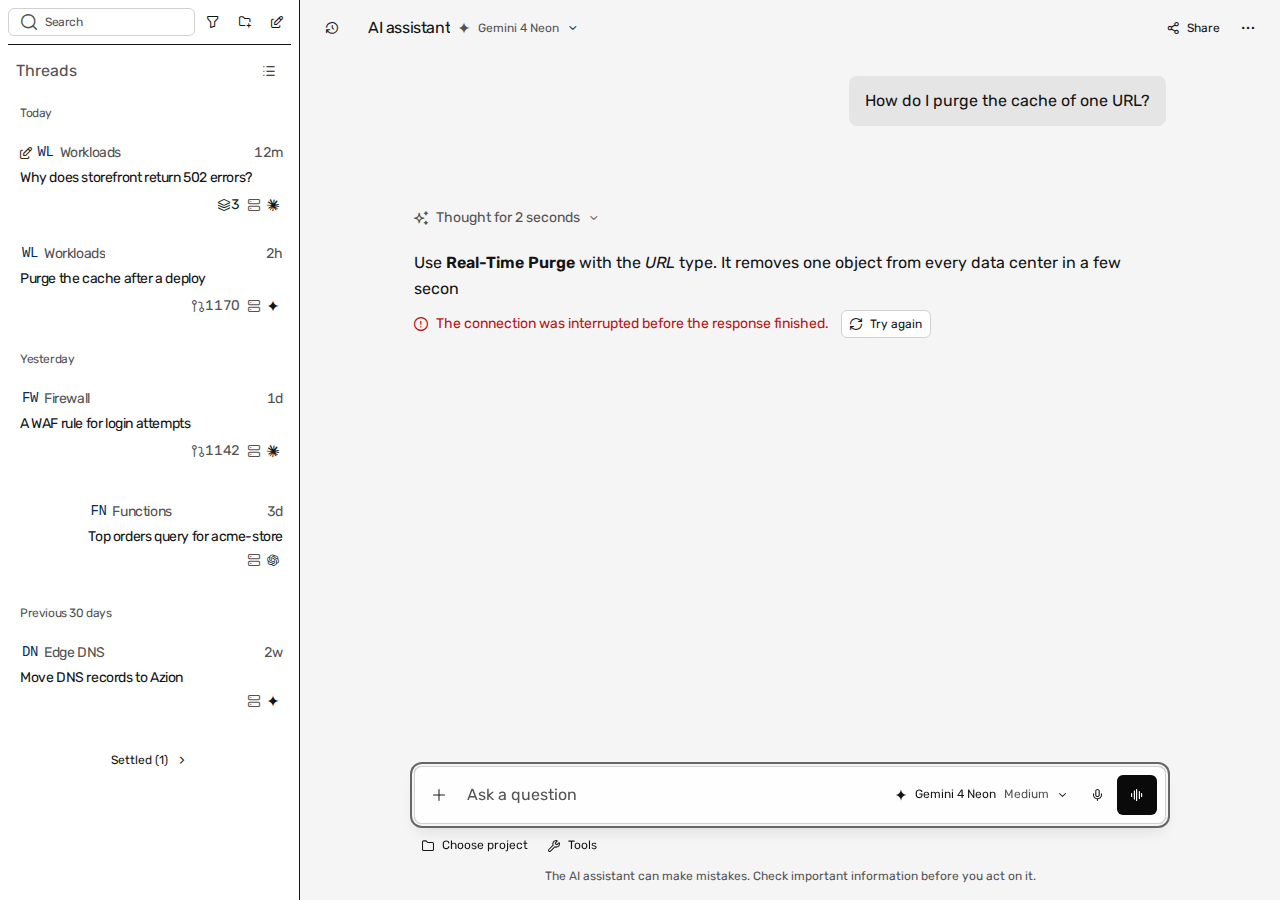 Search
Threads
Today
WL Workloads 12m
Why does storefront return 502 errors?
3
WL Workloads 2h
Purge the cache after a deploy
1170
Yesterday
FW Firewall 1d
A WAF rule for login attempts
1142
FN Functions 3d
Top orders query for acme-store
Previous 30 days
DN Edge DNS 2w
Move DNS records to Azion
Settled (1)
AI assistant Gemini 4 Neon
Share
How do I purge the cache of one URL?
Thought for 2 seconds
Use Real-Time Purge with the URL type. It removes one object from every data center in a few
secon
The connection was interrupted before the response finished. Try again
Ask a question Gemini 4 Neon Medium
Choose project Tools
The AI assistant can make mistakes. Check important information before you act on it.